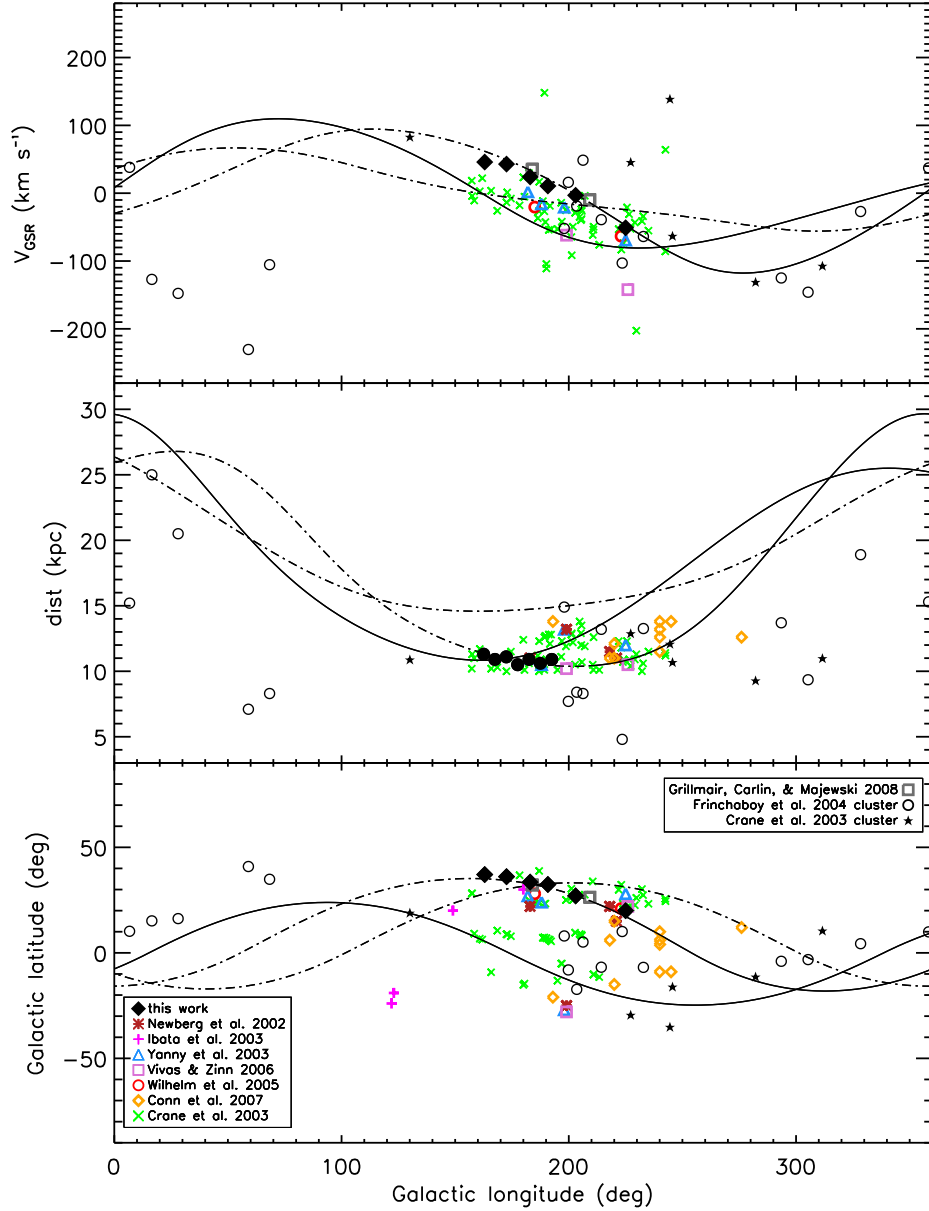 200
100
0
−100
−200
V_GSR (km s⁻¹)
30
25
20
15
10
5
dist (kpc)
Grillmair, Carlin, & Majewski 2008
Frinchaboy et al. 2004 cluster
Crane et al. 2003 cluster
50
0
−50
Galactic latitude (deg)
this work
Newberg et al. 2002
Ibata et al. 2003
Yanny et al. 2003
Vivas & Zinn 2006
Wilhelm et al. 2005
Conn et al. 2007
Crane et al. 2003
0 100 200 300
Galactic longitude (deg)